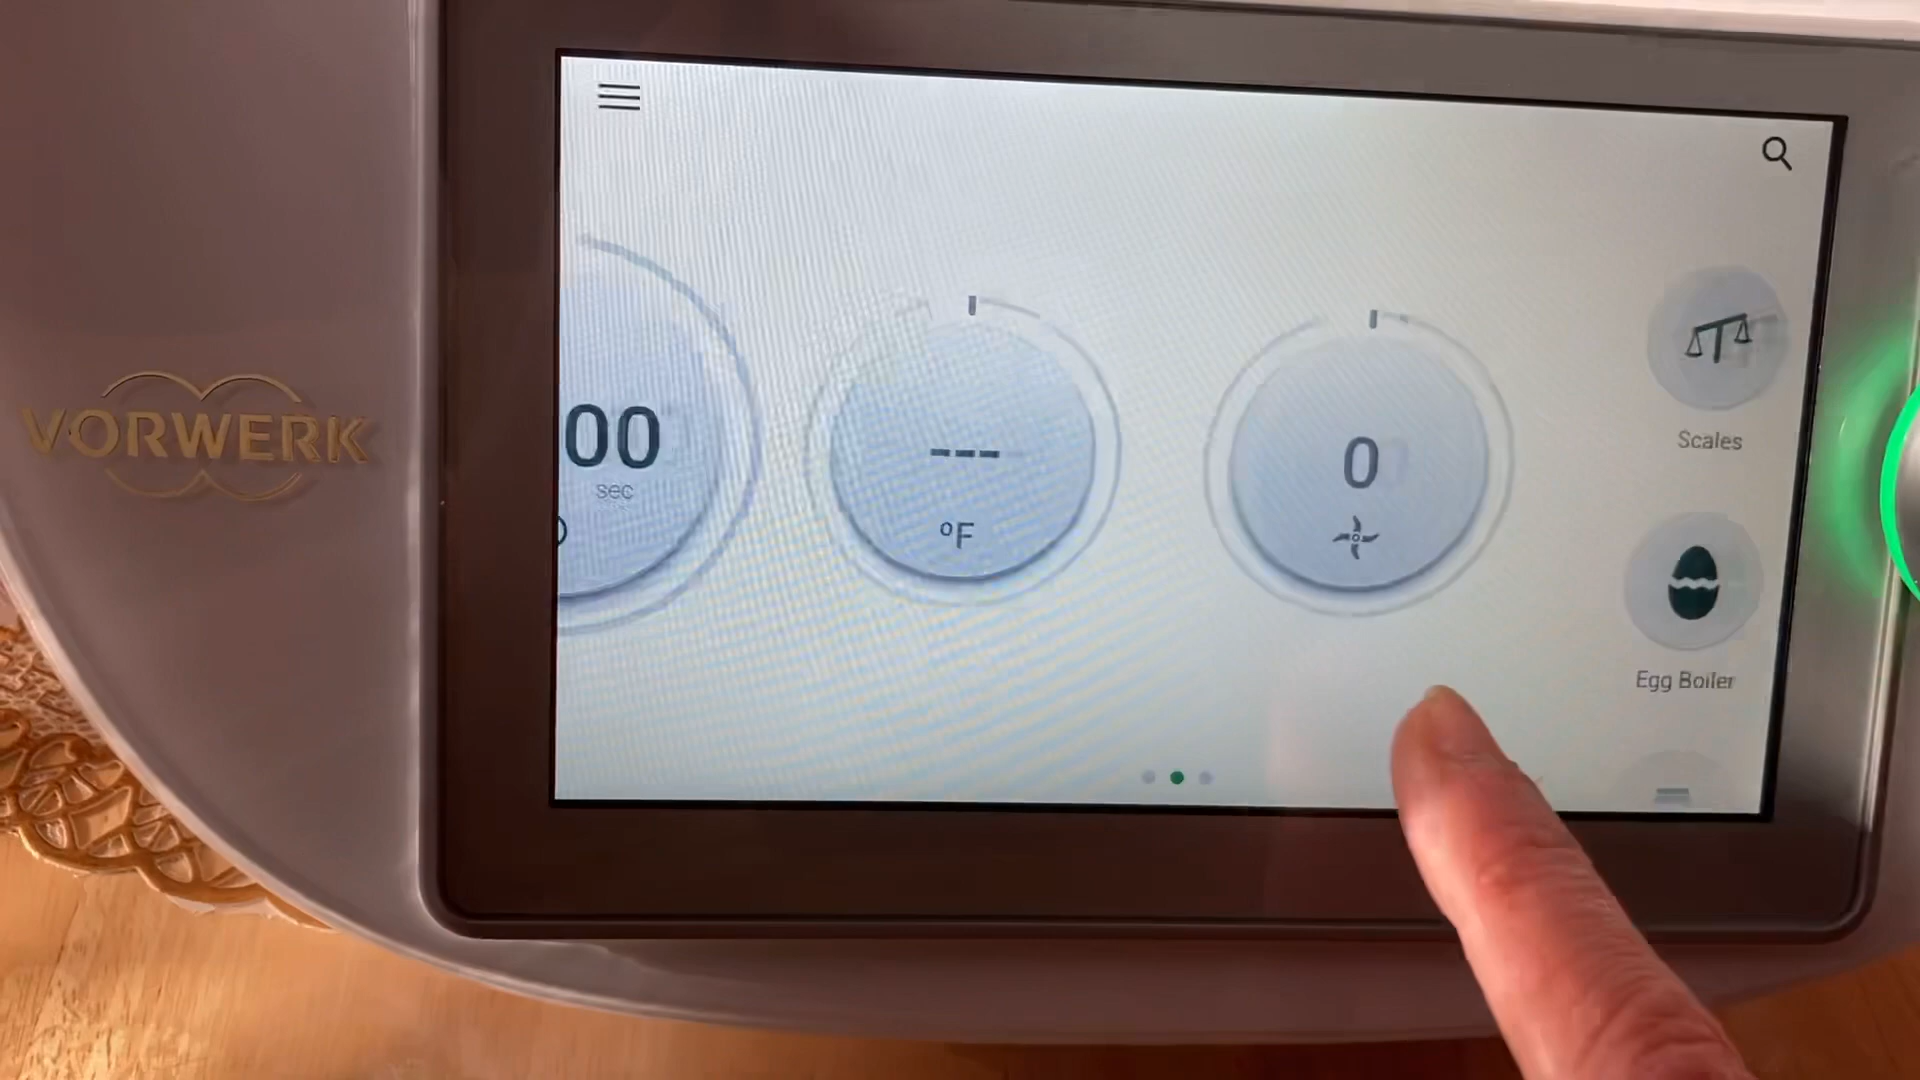 VORWERK
00
sec
---
°F
0
Scales
Egg Boiler